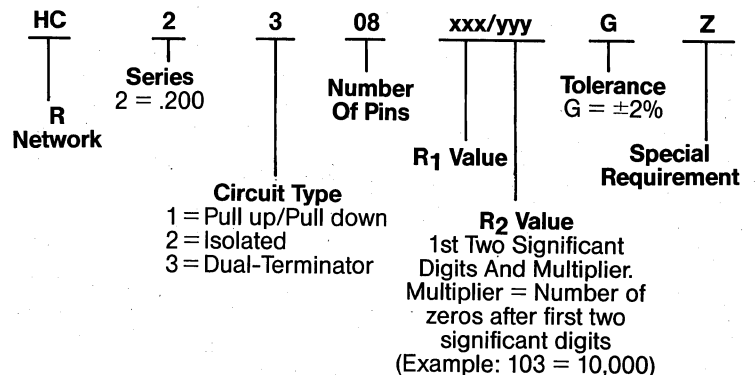 HC 2 3 08 xxx/yyy G Z
Series
2 = .200
R
Network
Number
Of Pins
Tolerance
G = ±2%
R1 Value
Special
Requirement
Circuit Type
1 = Pull up/Pull down
2 = Isolated
3 = Dual-Terminator
R2 Value
1st Two Significant
Digits And Multiplier.
Multiplier = Number of
zeros after first two
significant digits
(Example: 103 = 10,000)